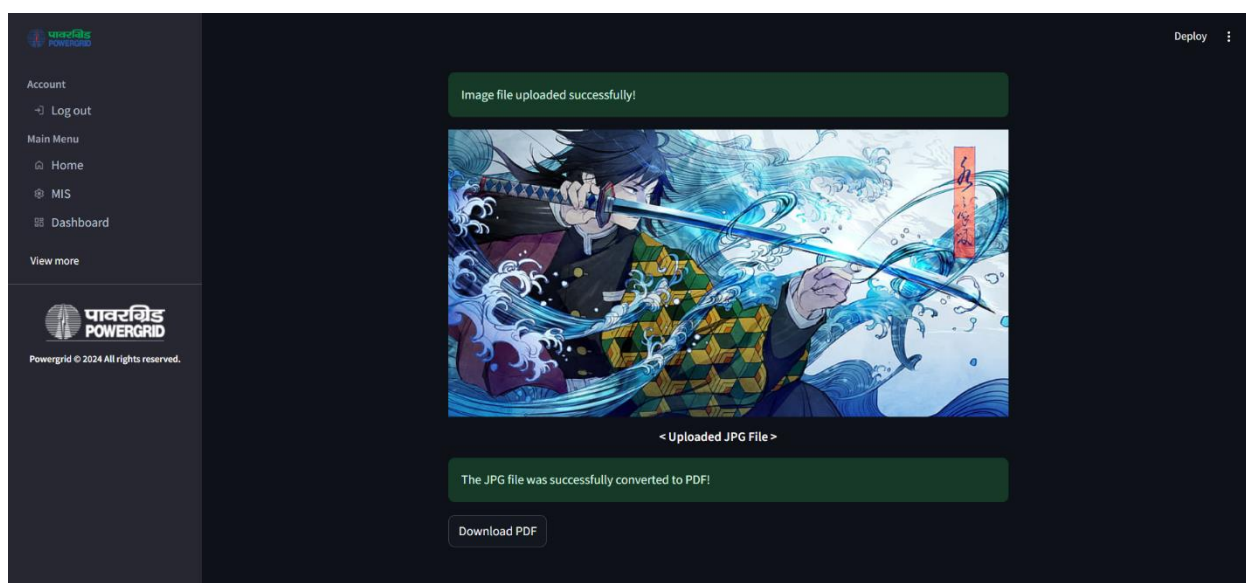 पावरग्रिड
POWERGRID
Account
Log out
Main Menu
Home
MIS
Dashboard
View more
पावरग्रिड
POWERGRID
Powergrid © 2024 All rights reserved.
Deploy
Image file uploaded successfully!
< Uploaded JPG File >
The JPG file was successfully converted to PDF!
Download PDF